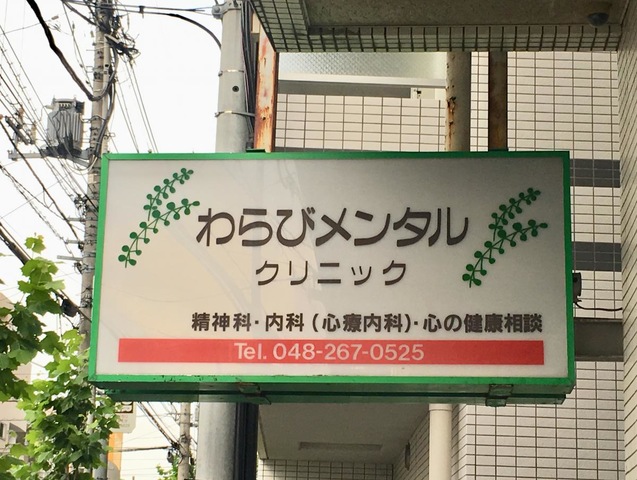 わらびメンタル
クリニック
精神科・内科(心療内科)・心の健康相談
Tel. 048-267-0525